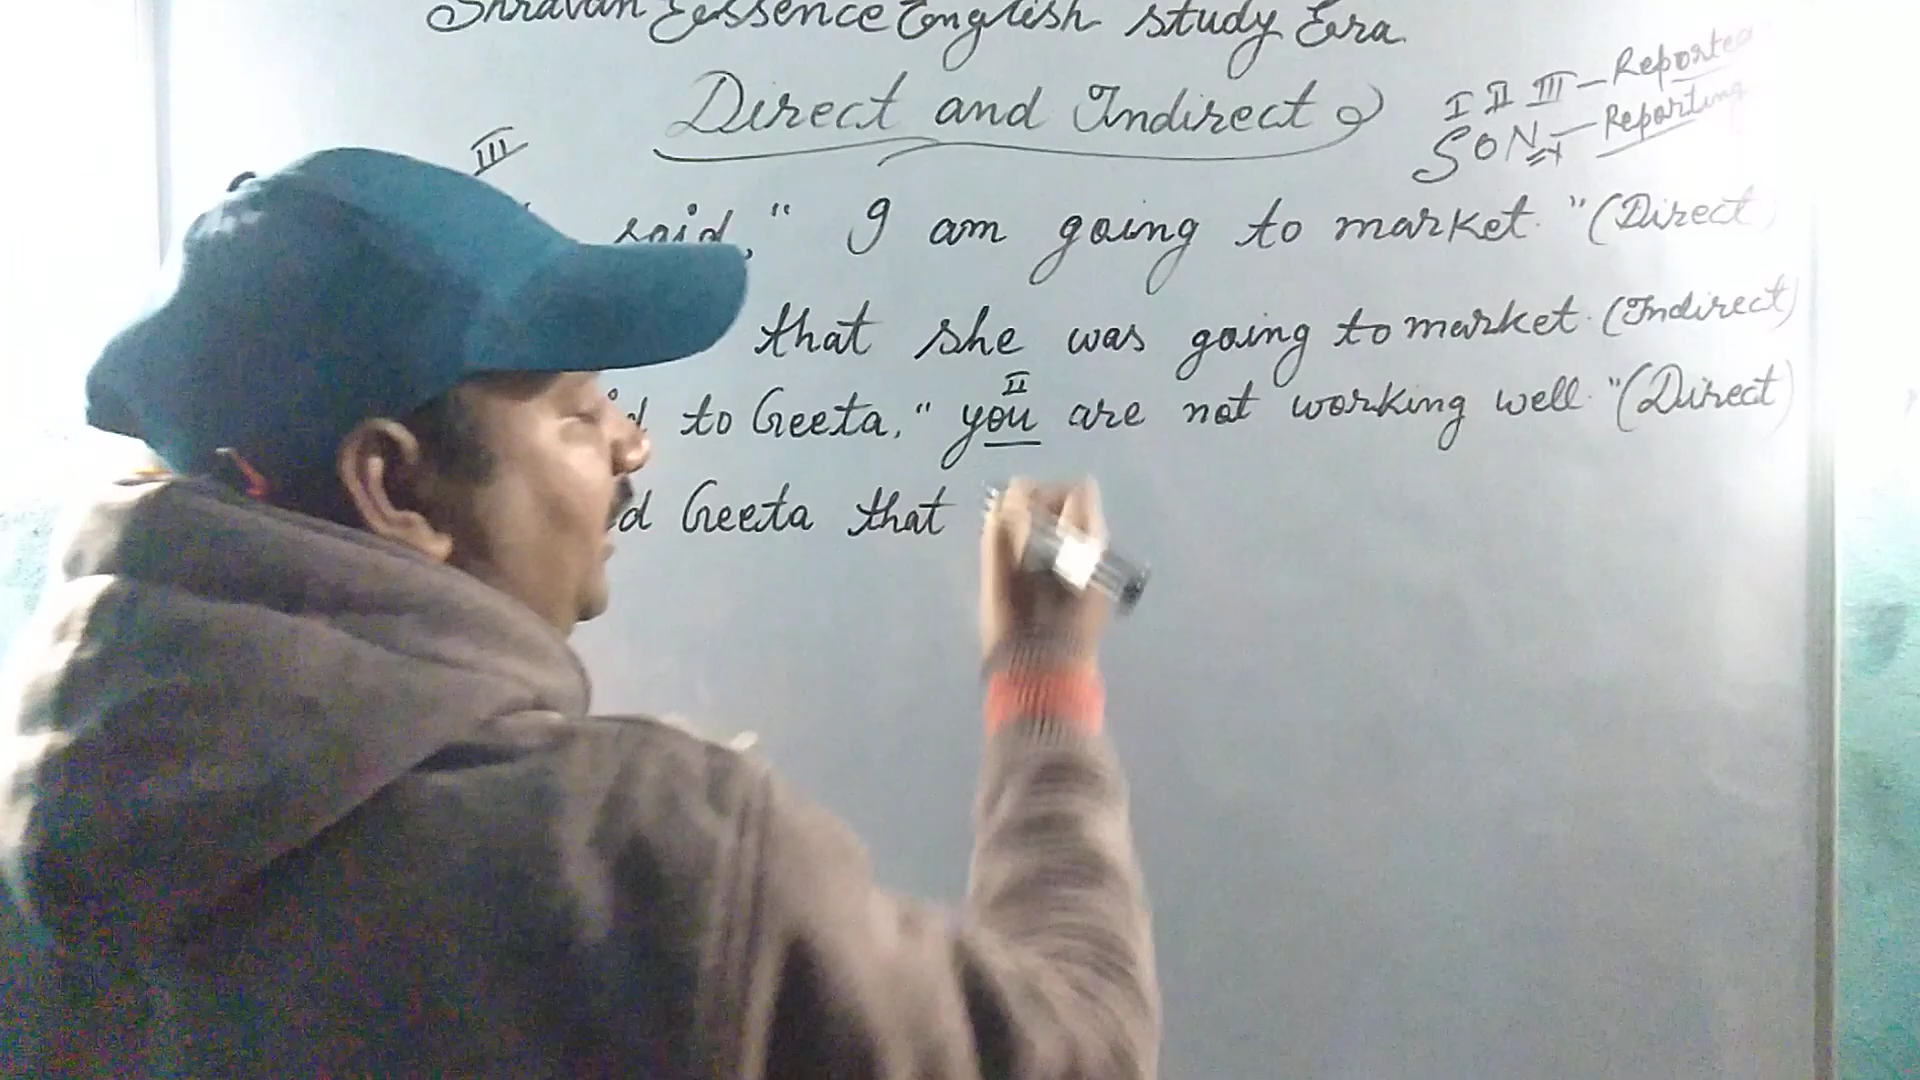 Shravan Essence English study Era
Direct and Indirect
I II III - Reported
SON - Reporting
III
said, " I am going to market. " (Direct)
that she was going to market. (Indirect)
II
to Geeta, " you are not working well. " (Direct)
Geeta that